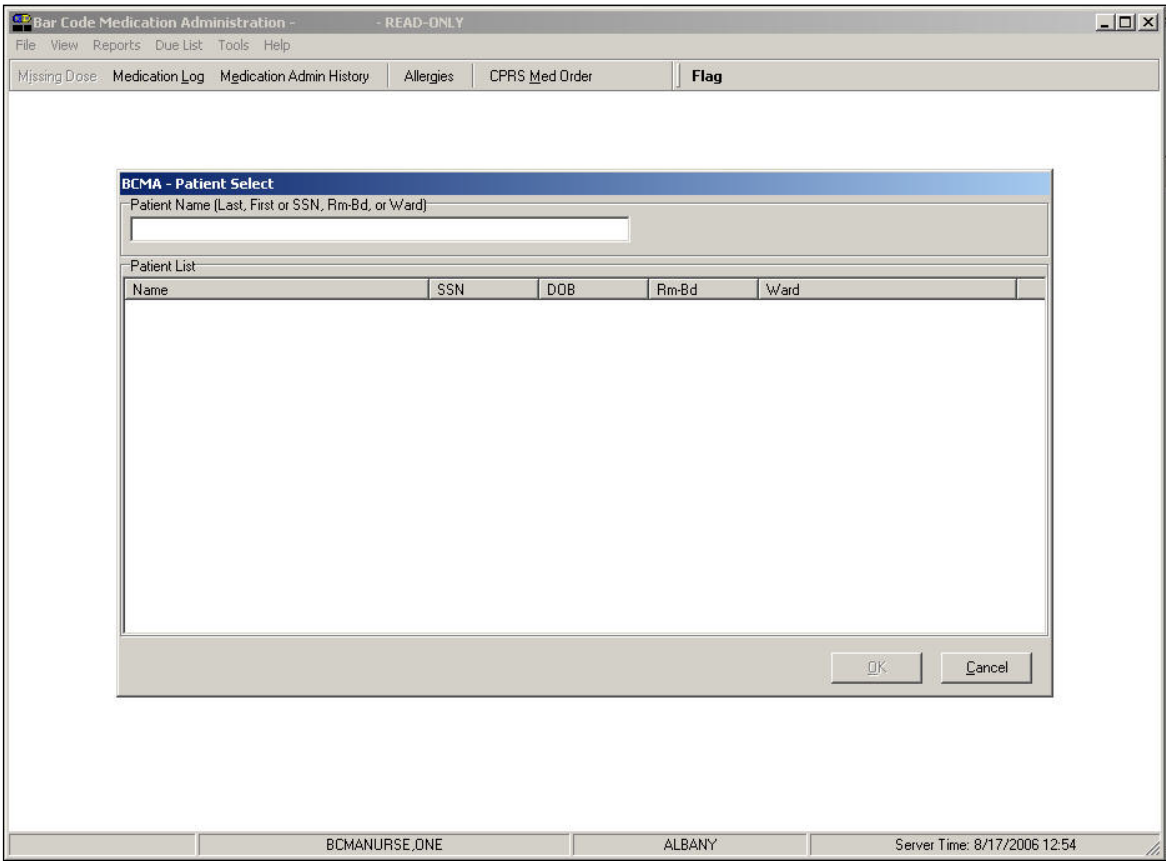 Bar Code Medication Administration - - READ-ONLY
File View Reports Due List Tools Help
Missing Dose Medication Log Medication Admin History Allergies CPRS Med Order Flag
BCMA - Patient Select
Patient Name (Last, First or SSN, Rm-Bd, or Ward)
Patient List
Name SSN DOB Rm-Bd Ward
OK Cancel
BCMANURSE,ONE ALBANY Server Time: 8/17/2006 12:54